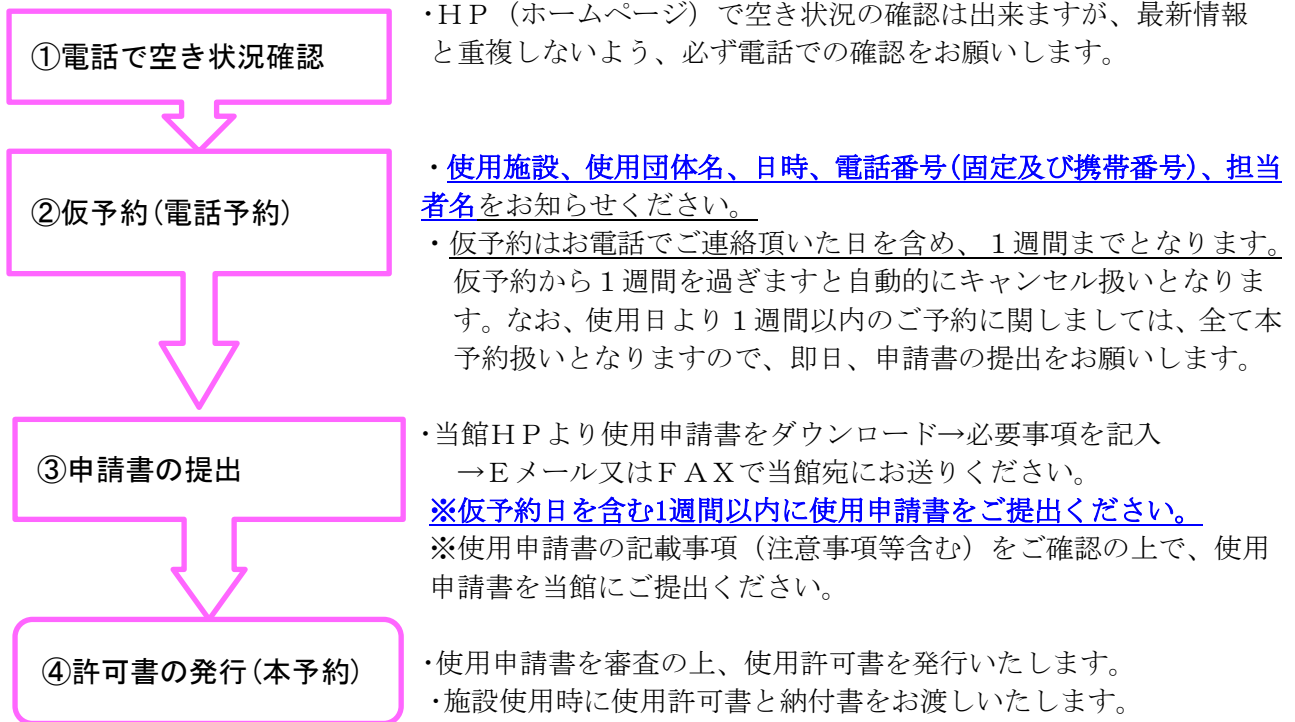 ①電話で空き状況確認
・ＨＰ（ホームページ）で空き状況の確認は出来ますが、最新情報
と重複しないよう、必ず電話での確認をお願いします。
②仮予約(電話予約)
・使用施設、使用団体名、日時、電話番号(固定及び携帯番号)、担当
者名をお知らせください。
・仮予約はお電話でご連絡頂いた日を含め、１週間までとなります。
仮予約から１週間を過ぎますと自動的にキャンセル扱いとなりま
す。なお、使用日より１週間以内のご予約に関しましては、全て本
予約扱いとなりますので、即日、申請書の提出をお願いします。
③申請書の提出
・当館ＨＰより使用申請書をダウンロード→必要事項を記入
→Ｅメール又はＦＡＸで当館宛にお送りください。
※仮予約日を含む1週間以内に使用申請書をご提出ください。
※使用申請書の記載事項（注意事項等含む）をご確認の上で、使用
申請書を当館にご提出ください。
④許可書の発行(本予約)
・使用申請書を審査の上、使用許可書を発行いたします。
・施設使用時に使用許可書と納付書をお渡しいたします。